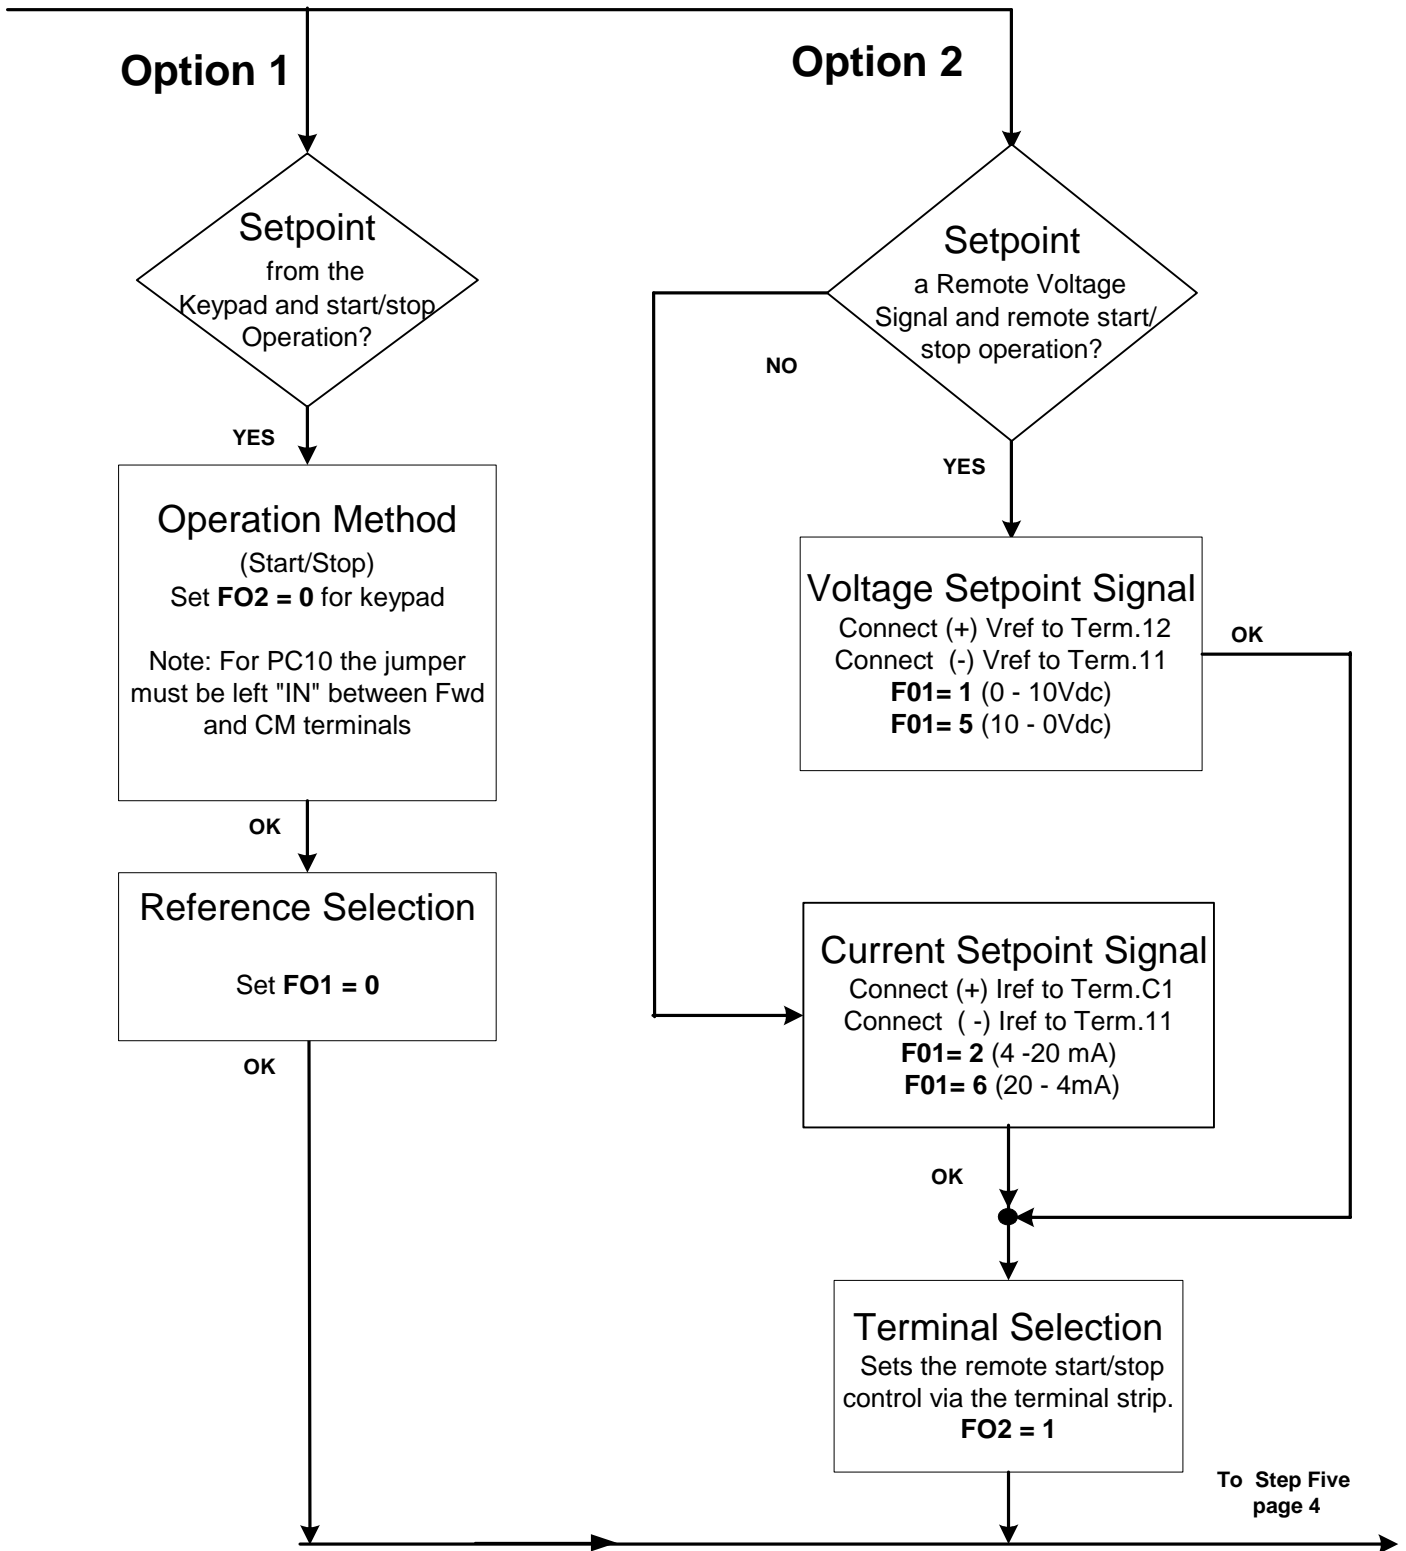 Option 1
Setpoint
from the
Keypad and start/stop
Operation?
YES
Operation Method
(Start/Stop)
Set FO2 = 0 for keypad
Note: For PC10 the jumper
must be left "IN" between Fwd
and CM terminals
OK
Reference Selection
Set FO1 = 0
OK
Option 2
Setpoint
a Remote Voltage
Signal and remote start/
stop operation?
NO
YES
Voltage Setpoint Signal
Connect (+) Vref to Term.12
Connect (-) Vref to Term.11
F01= 1 (0 - 10Vdc)
F01= 5 (10 - 0Vdc)
OK
Current Setpoint Signal
Connect (+) Iref to Term.C1
Connect ( -) Iref to Term.11
F01= 2 (4 -20 mA)
F01= 6 (20 - 4mA)
OK
Terminal Selection
Sets the remote start/stop
control via the terminal strip.
FO2 = 1
To Step Five
page 4